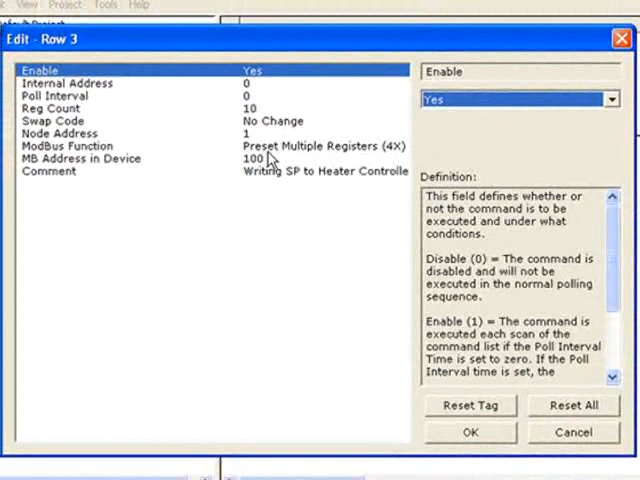 View Project Tools Help
Edit - Row 3
Enable Yes
Internal Address 0
Poll Interval 0
Reg Count 10
Swap Code No Change
Node Address 1
ModBus Function Preset Multiple Registers (4X)
MB Address in Device 100
Comment Writing SP to Heater Controlle
Enable
Yes
Definition:
This field defines whether or
not the command is to be
executed and under what
conditions.
Disable (0) = The command is
disabled and will not be
executed in the normal polling
sequence.
Enable (1) = The command is
executed each scan of the
command list if the Poll Interval
Time is set to zero. If the Poll
Interval time is set, the
Reset Tag Reset All
OK Cancel